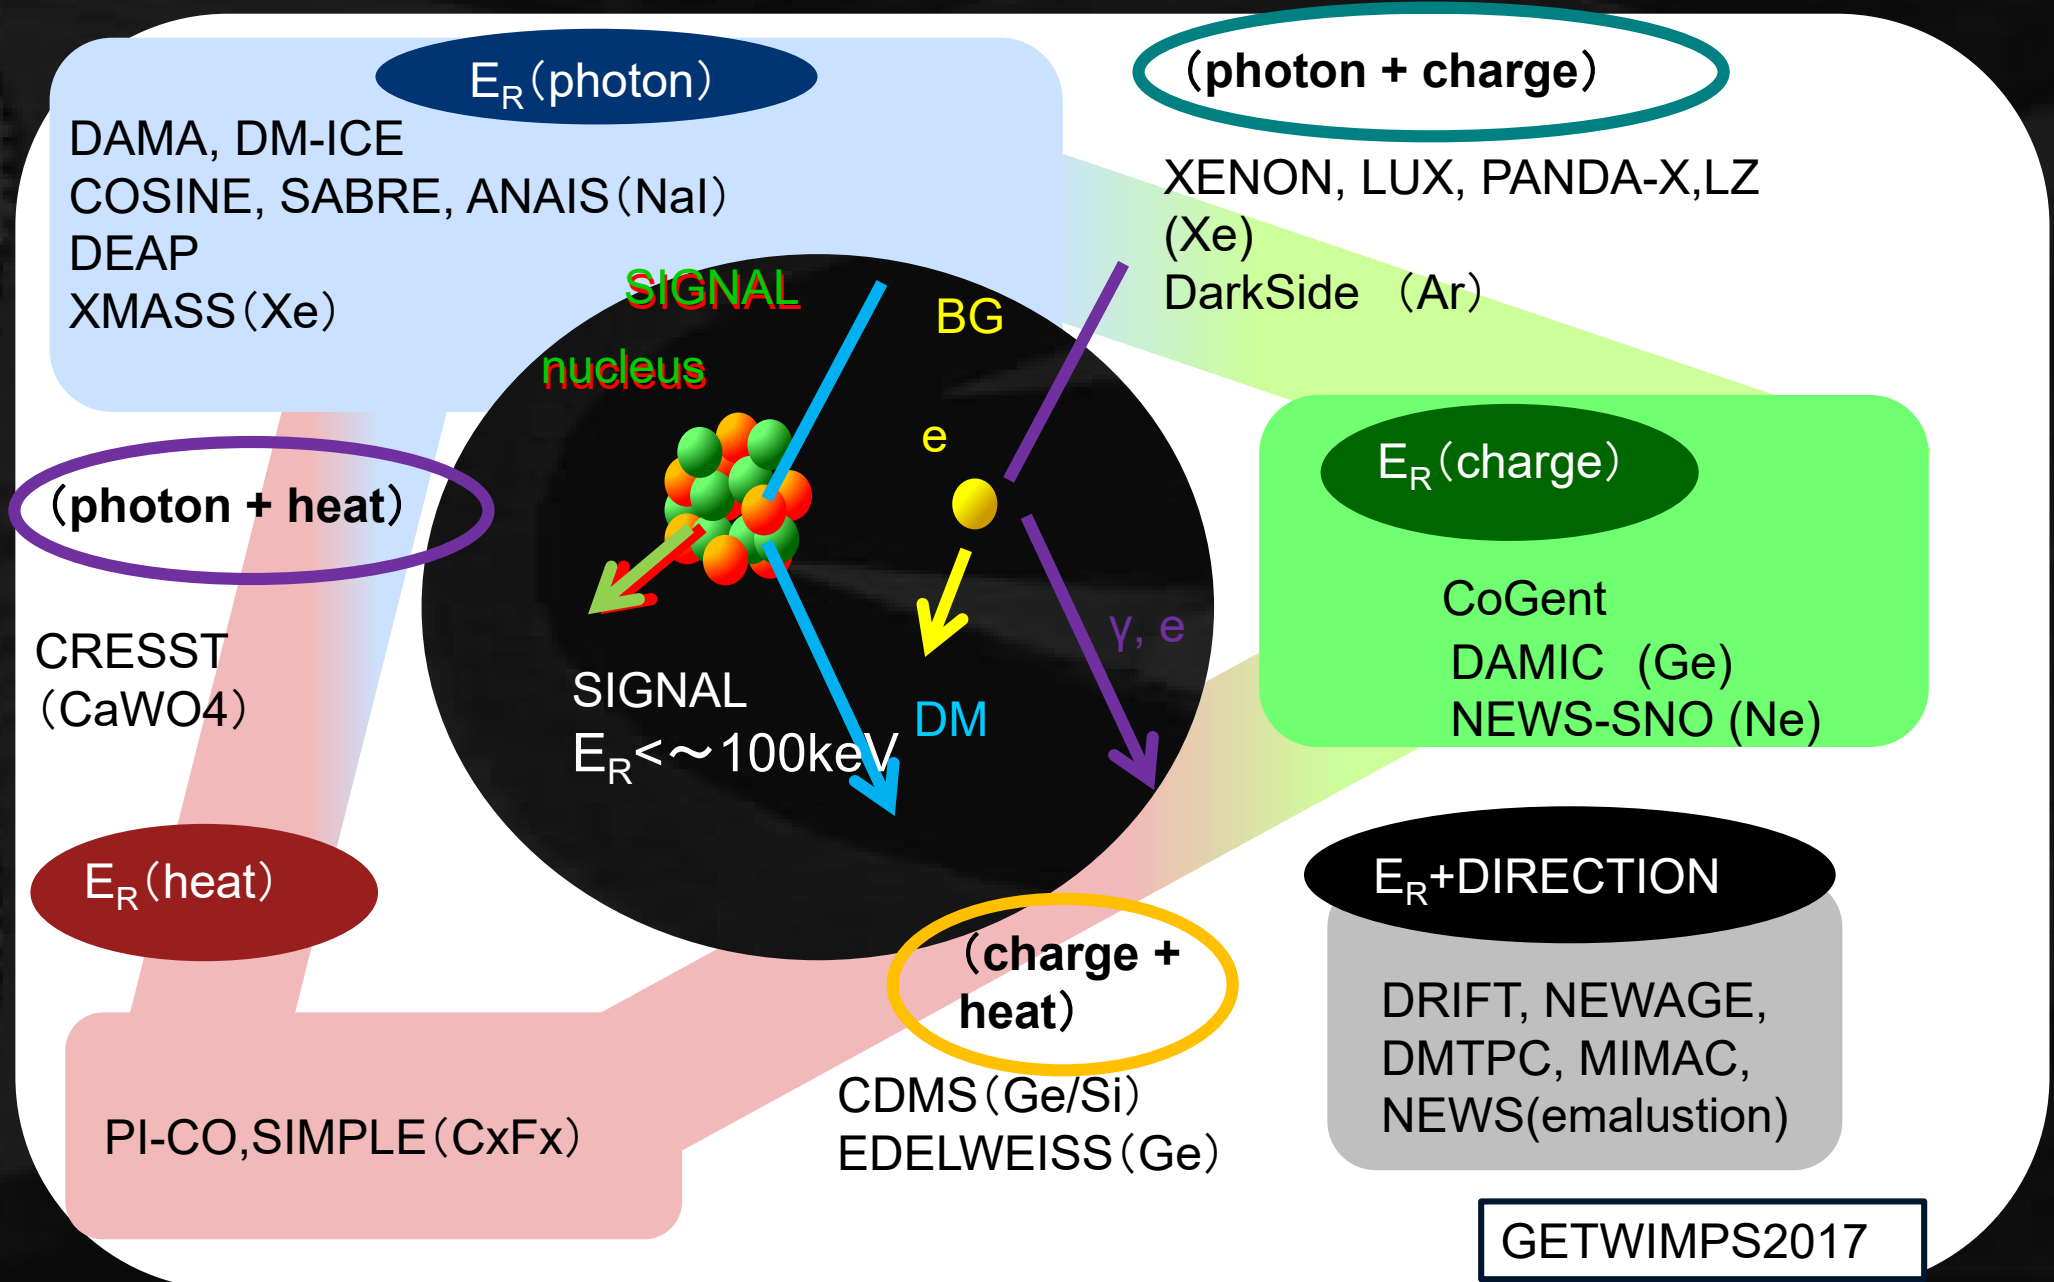 E_R（photon）
DAMA, DM-ICE
COSINE, SABRE, ANAIS（NaI）
DEAP
XMASS（Xe）
（photon + charge）
XENON, LUX, PANDA-X,LZ
(Xe)
DarkSide （Ar）
SIGNAL
nucleus
BG
e
γ, e
DM
SIGNAL
E_R<～100keV
（photon + heat）
CRESST
（CaWO4）
E_R（charge）
CoGent
DAMIC (Ge)
NEWS-SNO (Ne)
E_R（heat）
PI-CO,SIMPLE（CxFx）
（charge +
heat）
CDMS（Ge/Si）
EDELWEISS（Ge）
E_R+DIRECTION
DRIFT, NEWAGE,
DMTPC, MIMAC,
NEWS(emalustion)
GETWIMPS2017